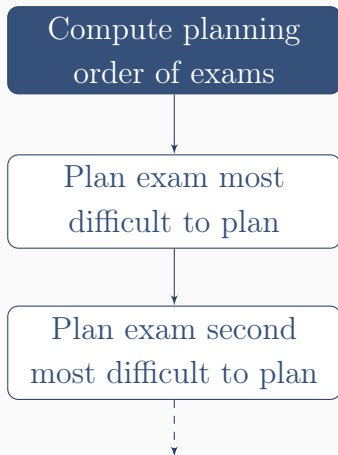 Compute planning
order of exams
Plan exam most
difficult to plan
Plan exam second
most difficult to plan